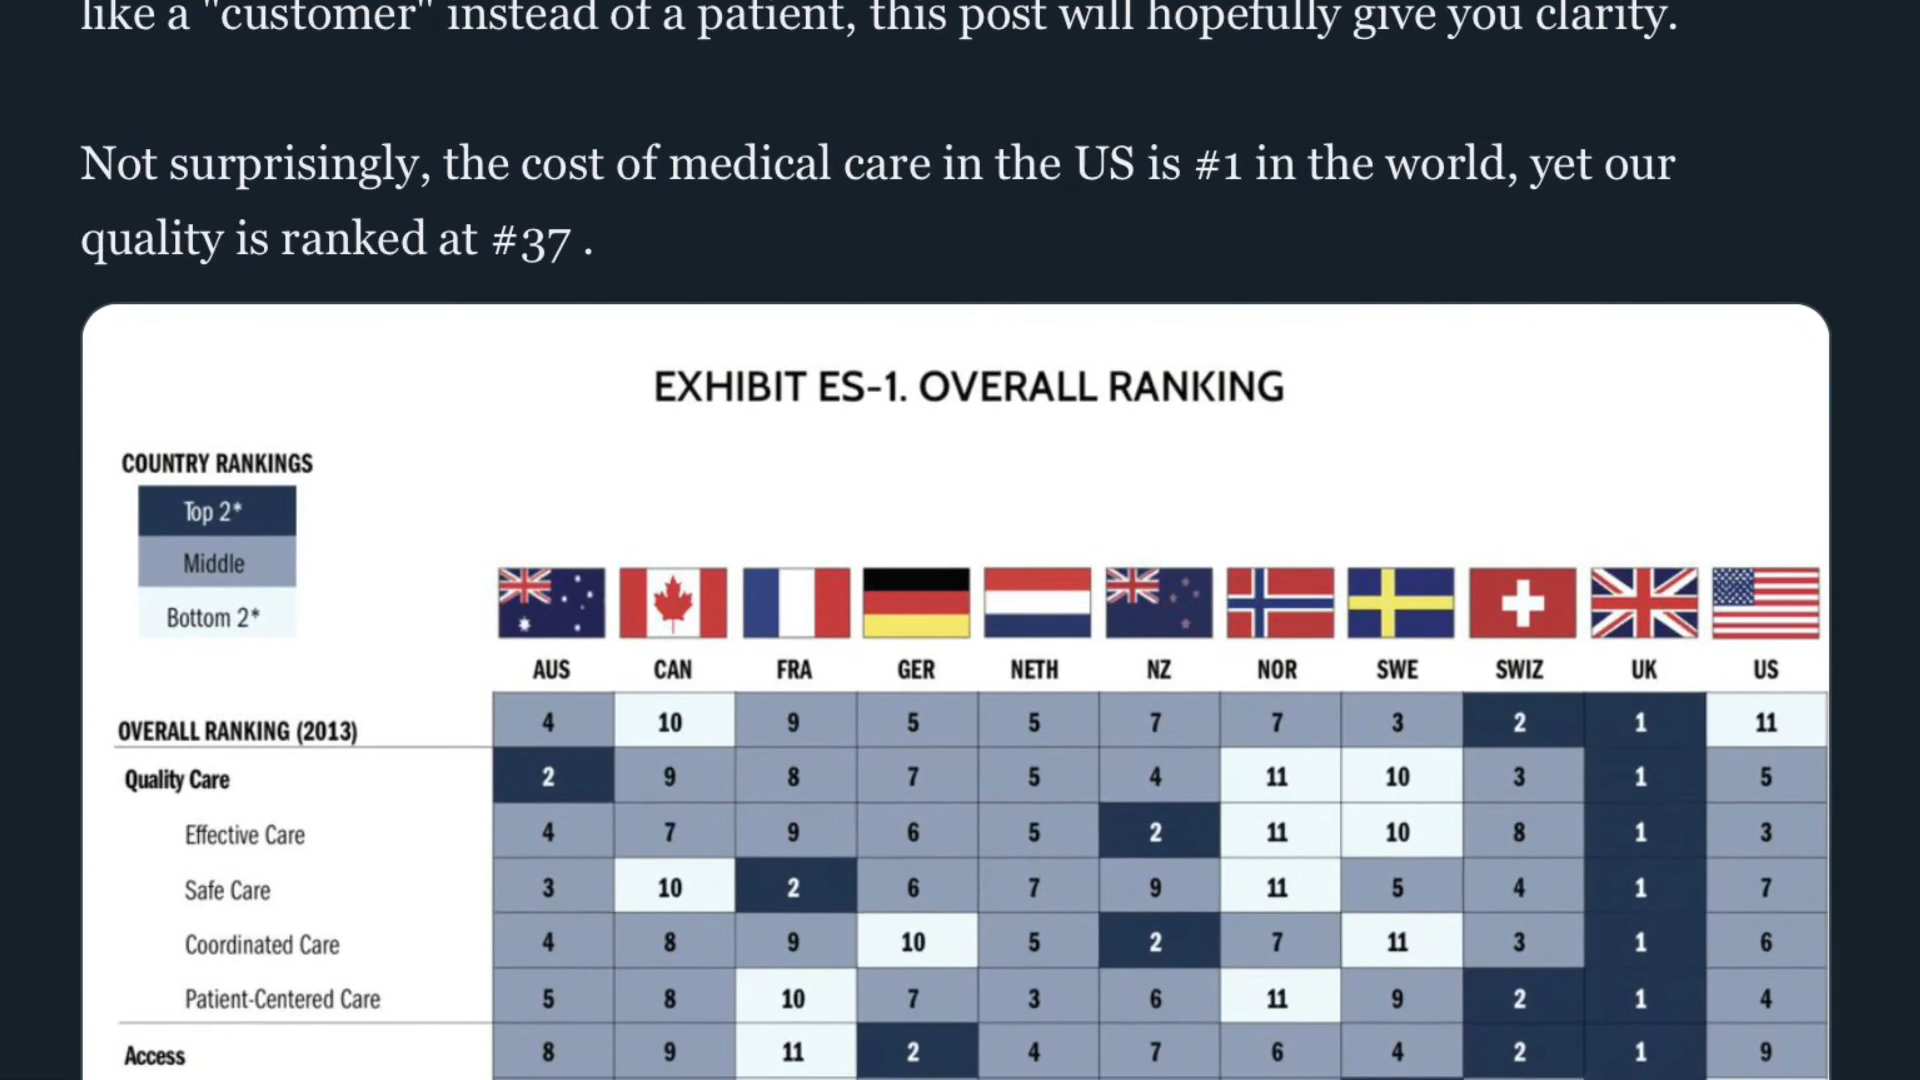 like a "customer" instead of a patient, this post will hopefully give you clarity.
Not surprisingly, the cost of medical care in the US is #1 in the world, yet our
quality is ranked at #37 .
EXHIBIT ES-1. OVERALL RANKING
COUNTRY RANKINGS
Top 2*
Middle
Bottom 2*
AUS CAN FRA GER NETH NZ NOR SWE SWIZ UK US
OVERALL RANKING (2013) 4 10 9 5 5 7 7 3 2 1 11
Quality Care 2 9 8 7 5 4 11 10 3 1 5
Effective Care 4 7 9 6 5 2 11 10 8 1 3
Safe Care 3 10 2 6 7 9 11 5 4 1 7
Coordinated Care 4 8 9 10 5 2 7 11 3 1 6
Patient-Centered Care 5 8 10 7 3 6 11 9 2 1 4
Access 8 9 11 2 4 7 6 4 2 1 9